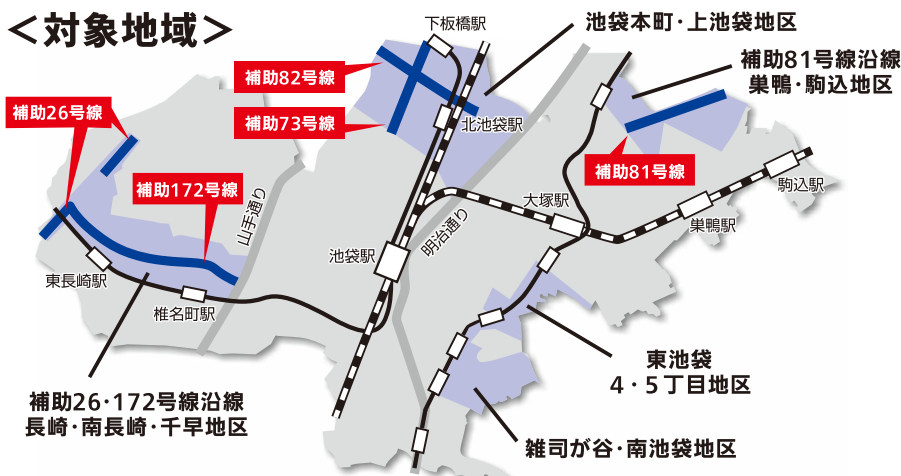 ＜対象地域＞
下板橋駅
池袋本町・上池袋地区
補助81号線沿線
巣鴨・駒込地区
補助82号線
補助26号線
補助73号線
北池袋駅
補助81号線
補助172号線
駒込駅
大塚駅
山手通り
明治通り
巣鴨駅
池袋駅
東長崎駅
椎名町駅
東池袋
4・5丁目地区
補助26・172号線沿線
長崎・南長崎・千早地区
雑司が谷・南池袋地区